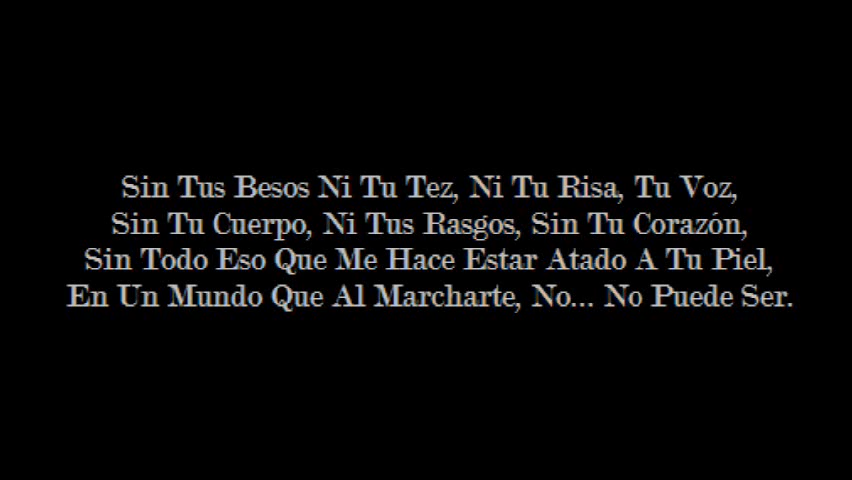 Sin Tus Besos Ni Tu Tez, Ni Tu Risa, Tu Voz,
Sin Tu Cuerpo, Ni Tus Rasgos, Sin Tu Corazón,
Sin Todo Eso Que Me Hace Estar Atado A Tu Piel,
En Un Mundo Que Al Marcharte, No... No Puede Ser.